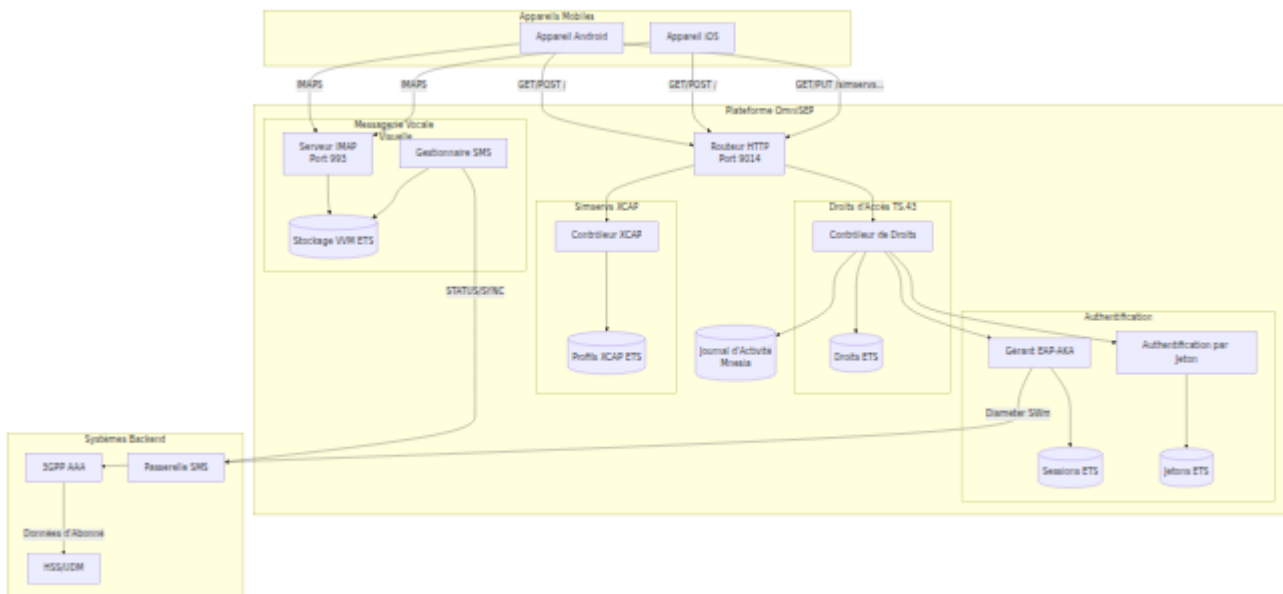 Appareils Mobiles
Appareil Android
Appareil iOS
IMAPS
IMAPS
GET/POST /
GET/POST /
GET/PUT /simservs...
Plateforme OmniSEP
Messagerie Vocale
Visuelle
Serveur IMAP
Port 993
Gestionnaire SMS
Routeur HTTP
Port 9014
Stockage VVM ETS
Simservs XCAP
Contrôleur XCAP
Droits d'Accès TS.43
Contrôleur de Droits
STATUS/SYNC
Profils XCAP ETS
Journal d'Activité
Mnesia
Droits ETS
Authentification
Gérant EAP-AKA
Authentification par
Jeton
Diameter SWm
Sessions ETS
Jetons ETS
Systèmes Backend
3GPP AAA
Passerelle SMS
Données d'Abonné
HSS/UDM